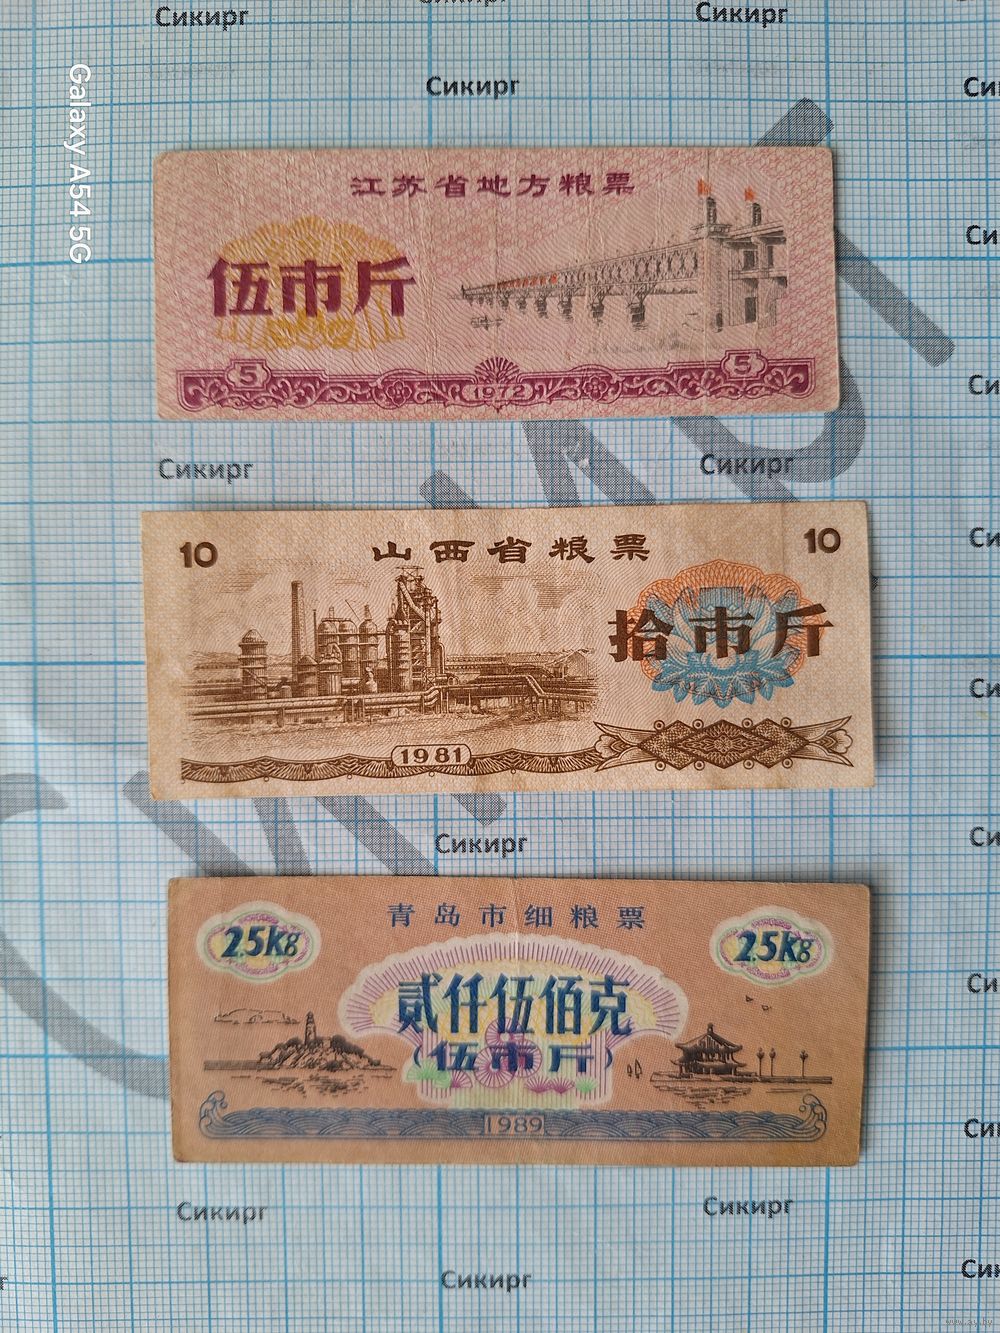 Сикирг
Сикирг
Сикирг
Galaxy A54 5G
江苏省地方粮票
伍市斤
5
5
1972
Сикирг
Сикирг
10
山西省粮票
10
拾市斤
1981
Сикирг
青岛市细粮票
2.5Kg
2.5Kg
贰仟伍佰克
(伍市斤)
1989
Сикирг
Сикирг
Сикирг